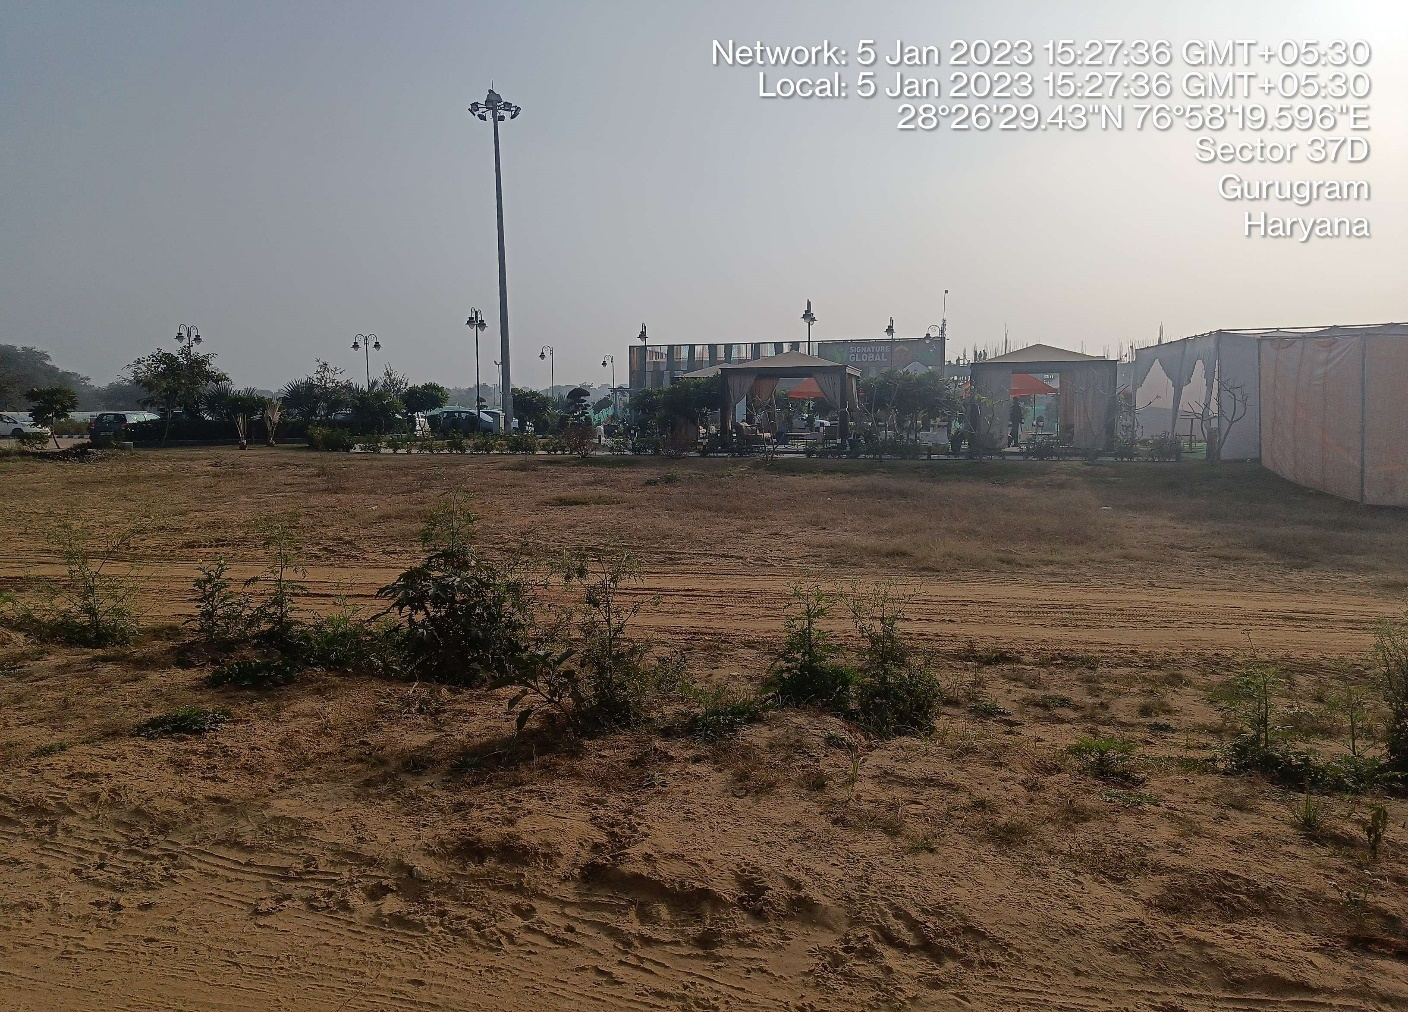 Network: 5 Jan 2023 15:27:36 GMT+05:30
Local: 5 Jan 2023 15:27:36 GMT+05:30
28°26'29.43"N 76°58'19.596"E
Sector 37D
Gurugram
Haryana
SIGNATURE
GLOBAL